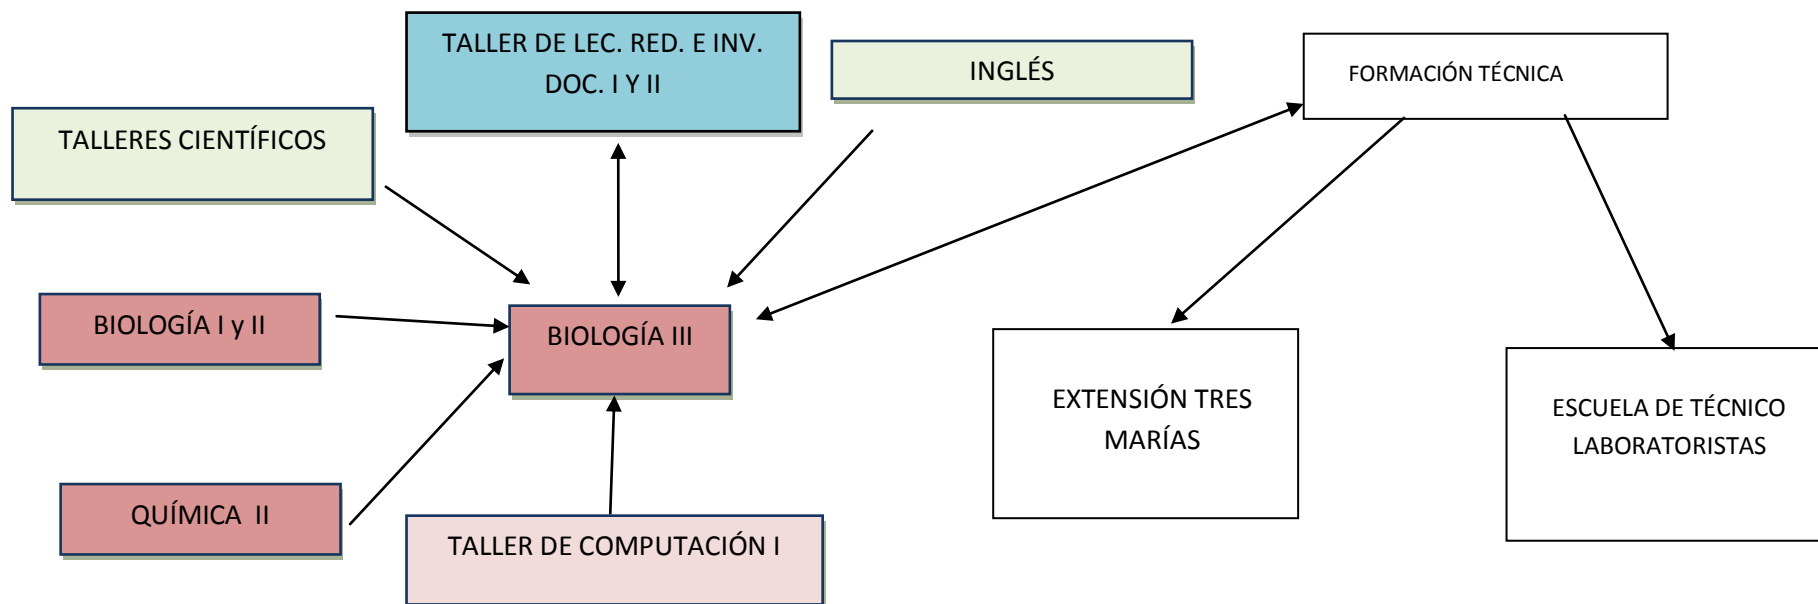 TALLER DE LEC. RED. E INV.
DOC. I Y II
INGLÉS
FORMACIÓN TÉCNICA
TALLERES CIENTÍFICOS
BIOLOGÍA I y II
BIOLOGÍA III
EXTENSIÓN TRES
MARÍAS
ESCUELA DE TÉCNICO
LABORATORISTAS
QUÍMICA II
TALLER DE COMPUTACIÓN I